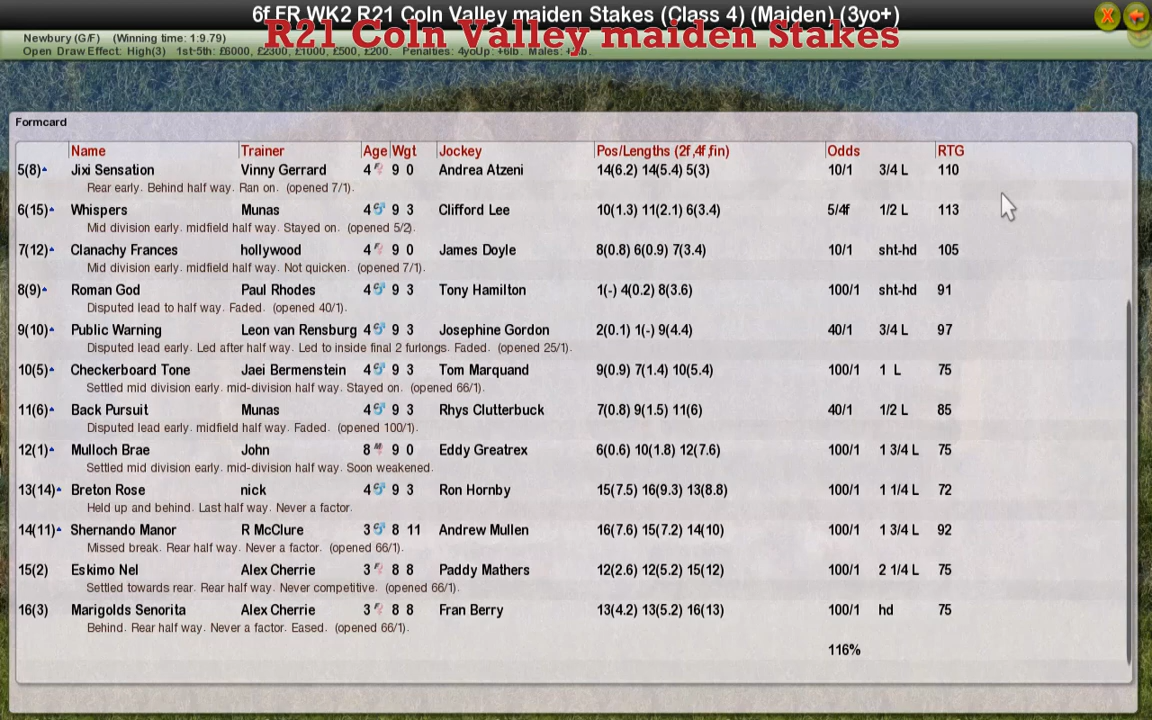 6f FR WK2 R21 Coln Valley maiden Stakes (Class 4) (Maiden) (3yo+)
R21 Coln Valley maiden Stakes
Newbury (G/F) (Winning time: 1:9.79)
Open Draw Effect: High(3) 1st-5th: £6000, £2300, £1000, £500, £200. Penalties: 4yoUp: +6lb. Males:
Formcard
Name Trainer Age Wgt Jockey Pos/Lengths (2f,4f,fin) Odds RTG
5(8) Jixi Sensation Vinny Gerrard 4 9 0 Andrea Atzeni 14(6.2) 14(5.4) 5(3) 10/1 3/4 L 110
Rear early. Behind half way. Ran on. (opened 7/1).
6(15) Whispers Munas 4 9 3 Clifford Lee 10(1.3) 11(2.1) 6(3.4) 5/4f 1/2 L 113
Mid division early. midfield half way. Stayed on. (opened 5/2).
7(12) Clanachy Frances hollywood 4 9 0 James Doyle 8(0.8) 6(0.9) 7(3.4) 10/1 sht-hd 105
Mid division early. midfield half way. Not quicken. (opened 7/1).
8(9) Roman God Paul Rhodes 4 9 3 Tony Hamilton 1(-) 4(0.2) 8(3.6) 100/1 sht-hd 91
Disputed lead to half way. Faded. (opened 40/1).
9(10) Public Warning Leon van Rensburg 4 9 3 Josephine Gordon 2(0.1) 1(-) 9(4.4) 40/1 3/4 L 97
Disputed lead early. Led after half way. Led to inside final 2 furlongs. Faded. (opened 25/1).
10(5) Checkerboard Tone Jaei Bermenstein 4 9 3 Tom Marquand 9(0.9) 7(1.4) 10(5.4) 100/1 1 L 75
Settled mid division early. mid-division half way. Stayed on. (opened 66/1).
11(6) Back Pursuit Munas 4 9 3 Rhys Clutterbuck 7(0.8) 9(1.5) 11(6) 40/1 1/2 L 85
Disputed lead early. midfield half way. Faded. (opened 100/1).
12(1) Mulloch Brae John 8 9 0 Eddy Greatrex 6(0.6) 10(1.8) 12(7.6) 100/1 1 3/4 L 75
Settled mid division early. mid-division half way. Soon weakened.
13(14) Breton Rose nick 4 9 3 Ron Hornby 15(7.5) 16(9.3) 13(8.8) 100/1 1 1/4 L 72
Held up and behind. Last half way. Never a factor.
14(11) Shernando Manor R McClure 3 8 11 Andrew Mullen 16(7.6) 15(7.2) 14(10) 100/1 1 3/4 L 92
Missed break. Rear half way. Never a factor. (opened 66/1).
15(2) Eskimo Nel Alex Cherrie 3 8 8 Paddy Mathers 12(2.6) 12(5.2) 15(12) 100/1 2 1/4 L 75
Settled towards rear. Rear half way. Never competitive. (opened 66/1).
16(3) Marigolds Senorita Alex Cherrie 3 8 8 Fran Berry 13(4.2) 13(5.2) 16(13) 100/1 hd 75
Behind. Rear half way. Never a factor. Eased. (opened 66/1).
116%